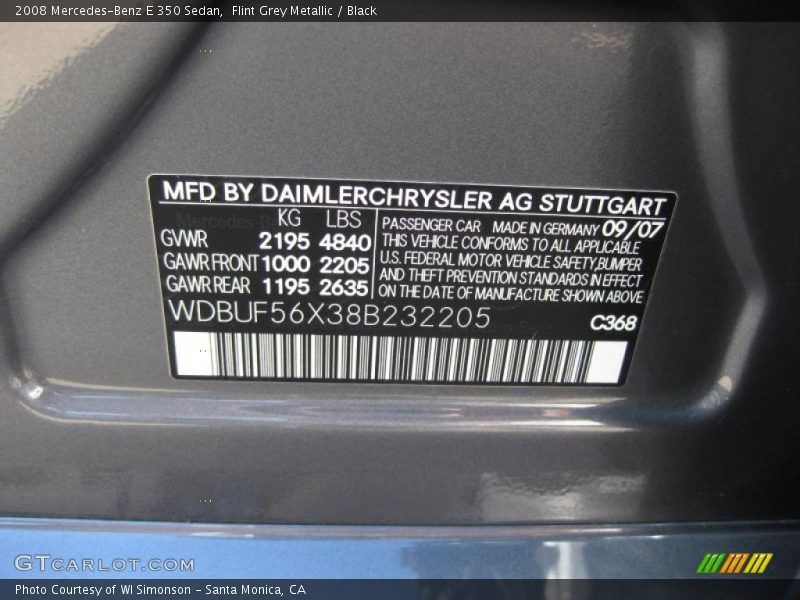 2008 Mercedes-Benz E 350 Sedan, Flint Grey Metallic / Black
MFD BY DAIMLERCHRYSLER AG STUTTGART
KG LBS
GVWR 2195 4840
GAWR FRONT 1000 2205
GAWR REAR 1195 2635
PASSENGER CAR MADE IN GERMANY 09/07
THIS VEHICLE CONFORMS TO ALL APPLICABLE
U.S. FEDERAL MOTOR VEHICLE SAFETY, BUMPER
AND THEFT PREVENTION STANDARDS IN EFFECT
ON THE DATE OF MANUFACTURE SHOWN ABOVE
WDBUF56X38B232205
C368
GTCARLOT.COM
Photo Courtesy of WI Simonson - Santa Monica, CA